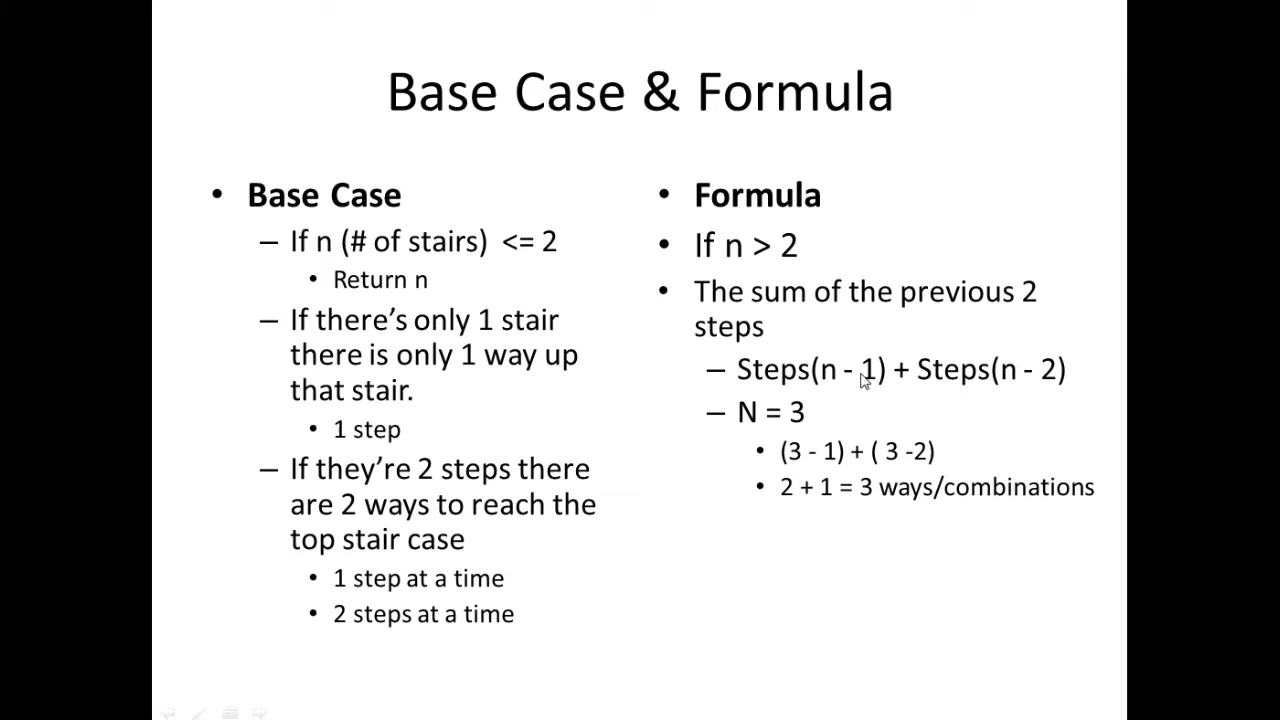 Base Case & Formula
• Base Case
– If n (# of stairs) <= 2
• Return n
– If there’s only 1 stair
there is only 1 way up
that stair.
• 1 step
– If they’re 2 steps there
are 2 ways to reach the
top stair case
• 1 step at a time
• 2 steps at a time
• Formula
• If n > 2
• The sum of the previous 2
steps
– Steps(n - 1) + Steps(n - 2)
– N = 3
• (3 - 1) + ( 3 -2)
• 2 + 1 = 3 ways/combinations